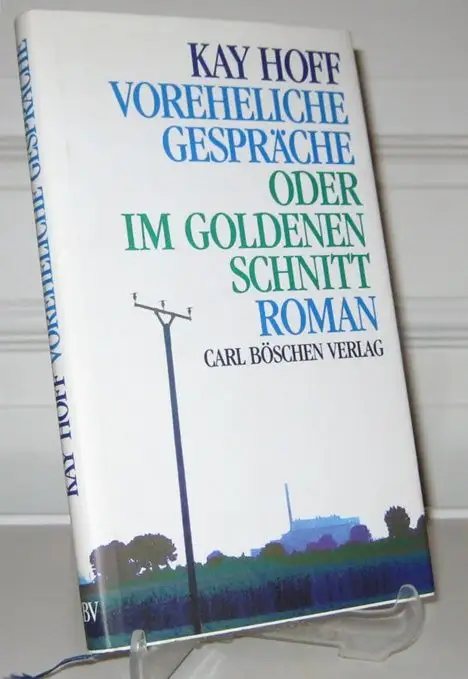 KAY HOFF
VOREHELICHE
GESPRÄCHE
ODER
IM GOLDENEN
SCHNITT
ROMAN
CARL BÖSCHEN VERLAG
KAY HOFF VOREHELICHE GESPRÄCHE
BV